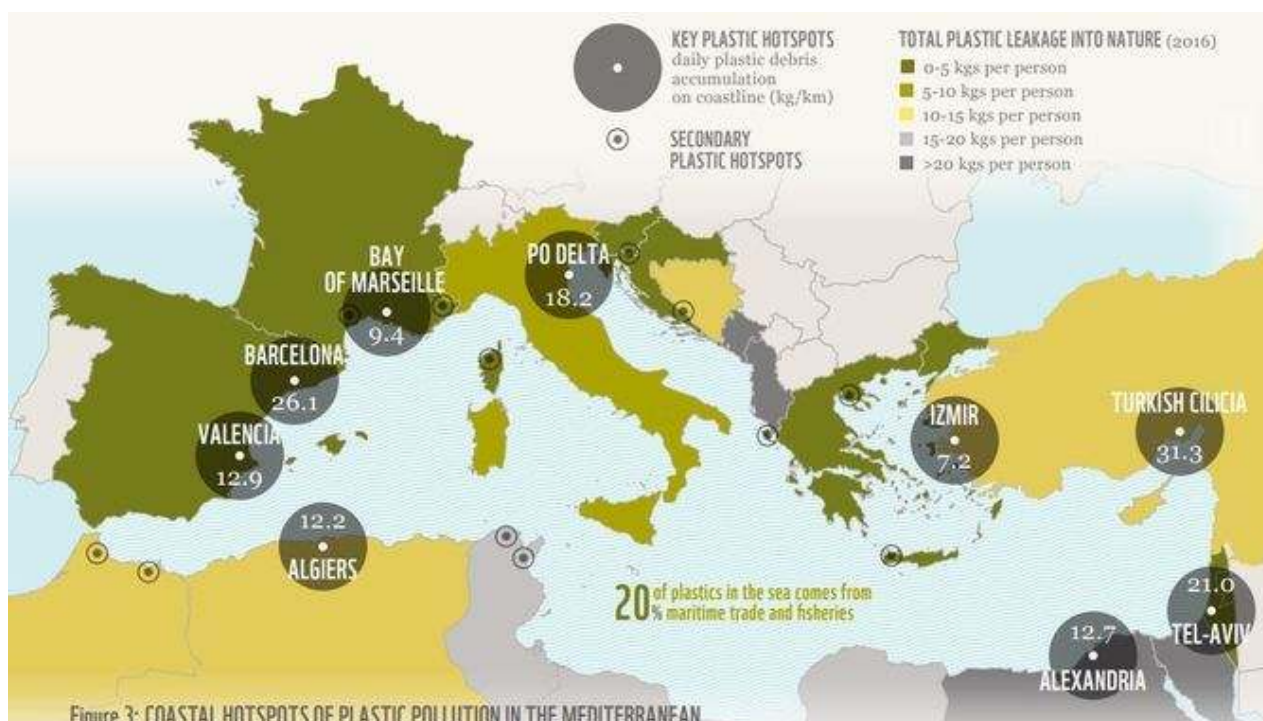 KEY PLASTIC HOTSPOTS
daily plastic debris
accumulation
on coastline (kg/km)
SECONDARY
PLASTIC HOTSPOTS
TOTAL PLASTIC LEAKAGE INTO NATURE (2016)
0-5 kgs per person
5-10 kgs per person
10-15 kgs per person
15-20 kgs per person
>20 kgs per person
BAY
OF MARSEILLE
9.4
PO DELTA
18.2
BARCELONA
26.1
VALENCIA
12.9
IZMIR
7.2
TURKISH CILICIA
31.3
12.2
ALGIERS
20% of plastics in the sea comes from
maritime trade and fisheries
21.0
TEL-AVIV
12.7
ALEXANDRIA
Figure 3: COASTAL HOTSPOTS OF PLASTIC POLLUTION IN THE MEDITERRANEAN